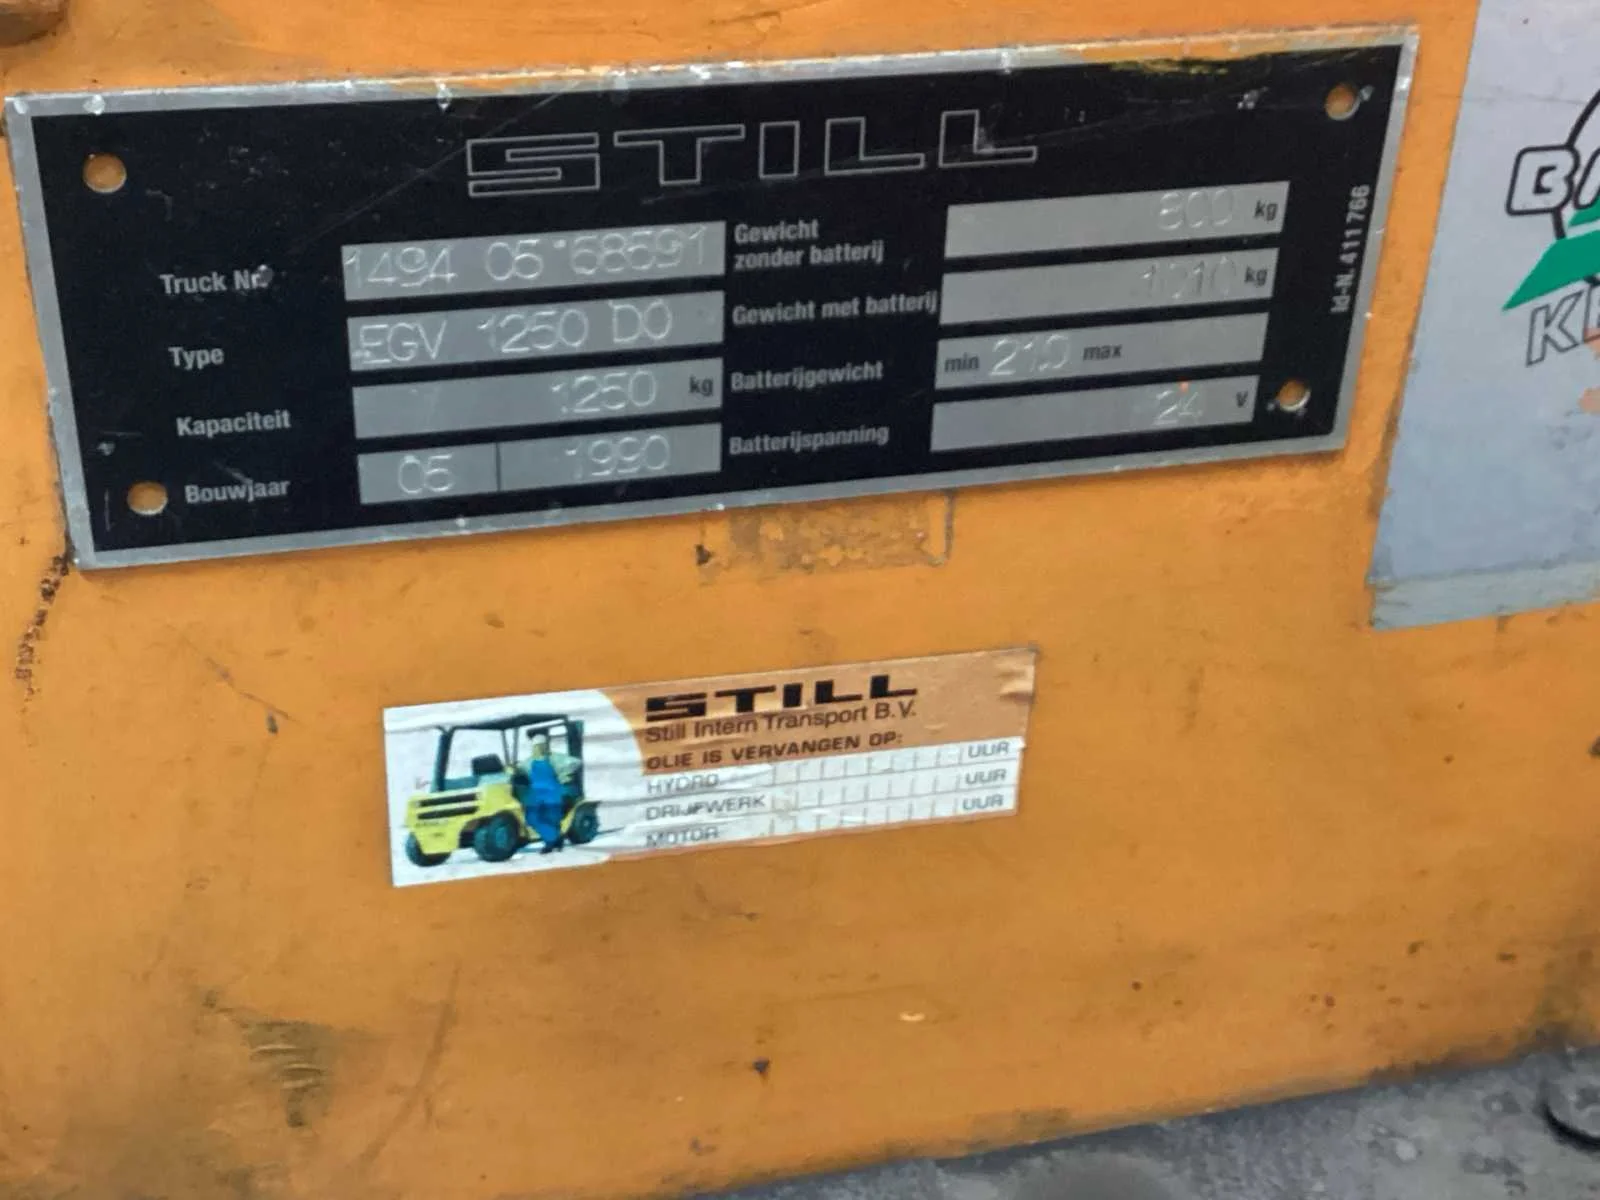 STILL
Truck Nr. 1494 05 58591
Type EGV 1250 DO
Kapaciteit 1250 kg
Bouwjaar 05 1990
Gewicht
zonder batterij 800 kg
Gewicht met batterij 1010 kg
Batterijgewicht min 210 max
Batterijspanning 24 V
Id-N. 411 766
STILL
Still Intern Transport B.V.
OLIE IS VERVANGEN OP:
HYDRO UUR
DRIJFWERK UUR
MOTOR UUR